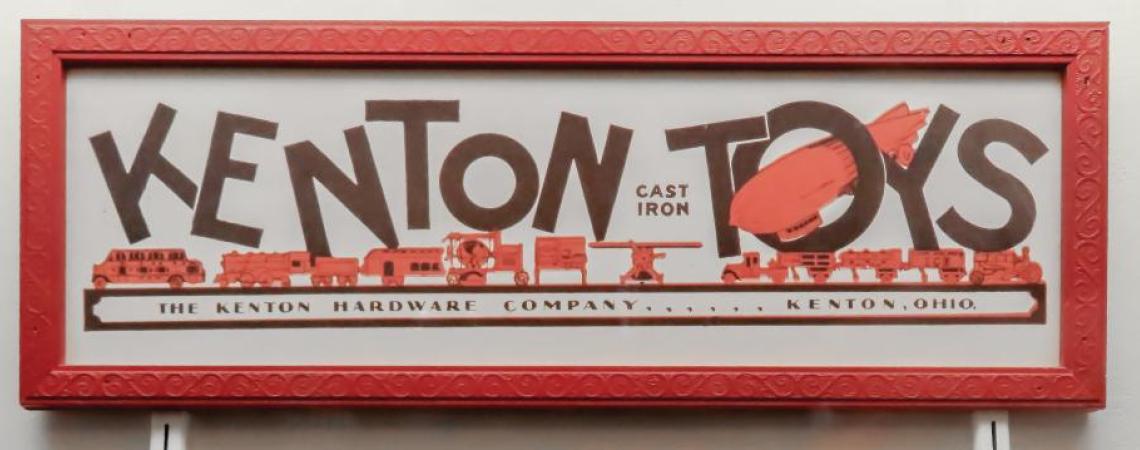 KENTON CAST IRON TOYS
THE KENTON HARDWARE COMPANY, , , , , , KENTON, OHIO.